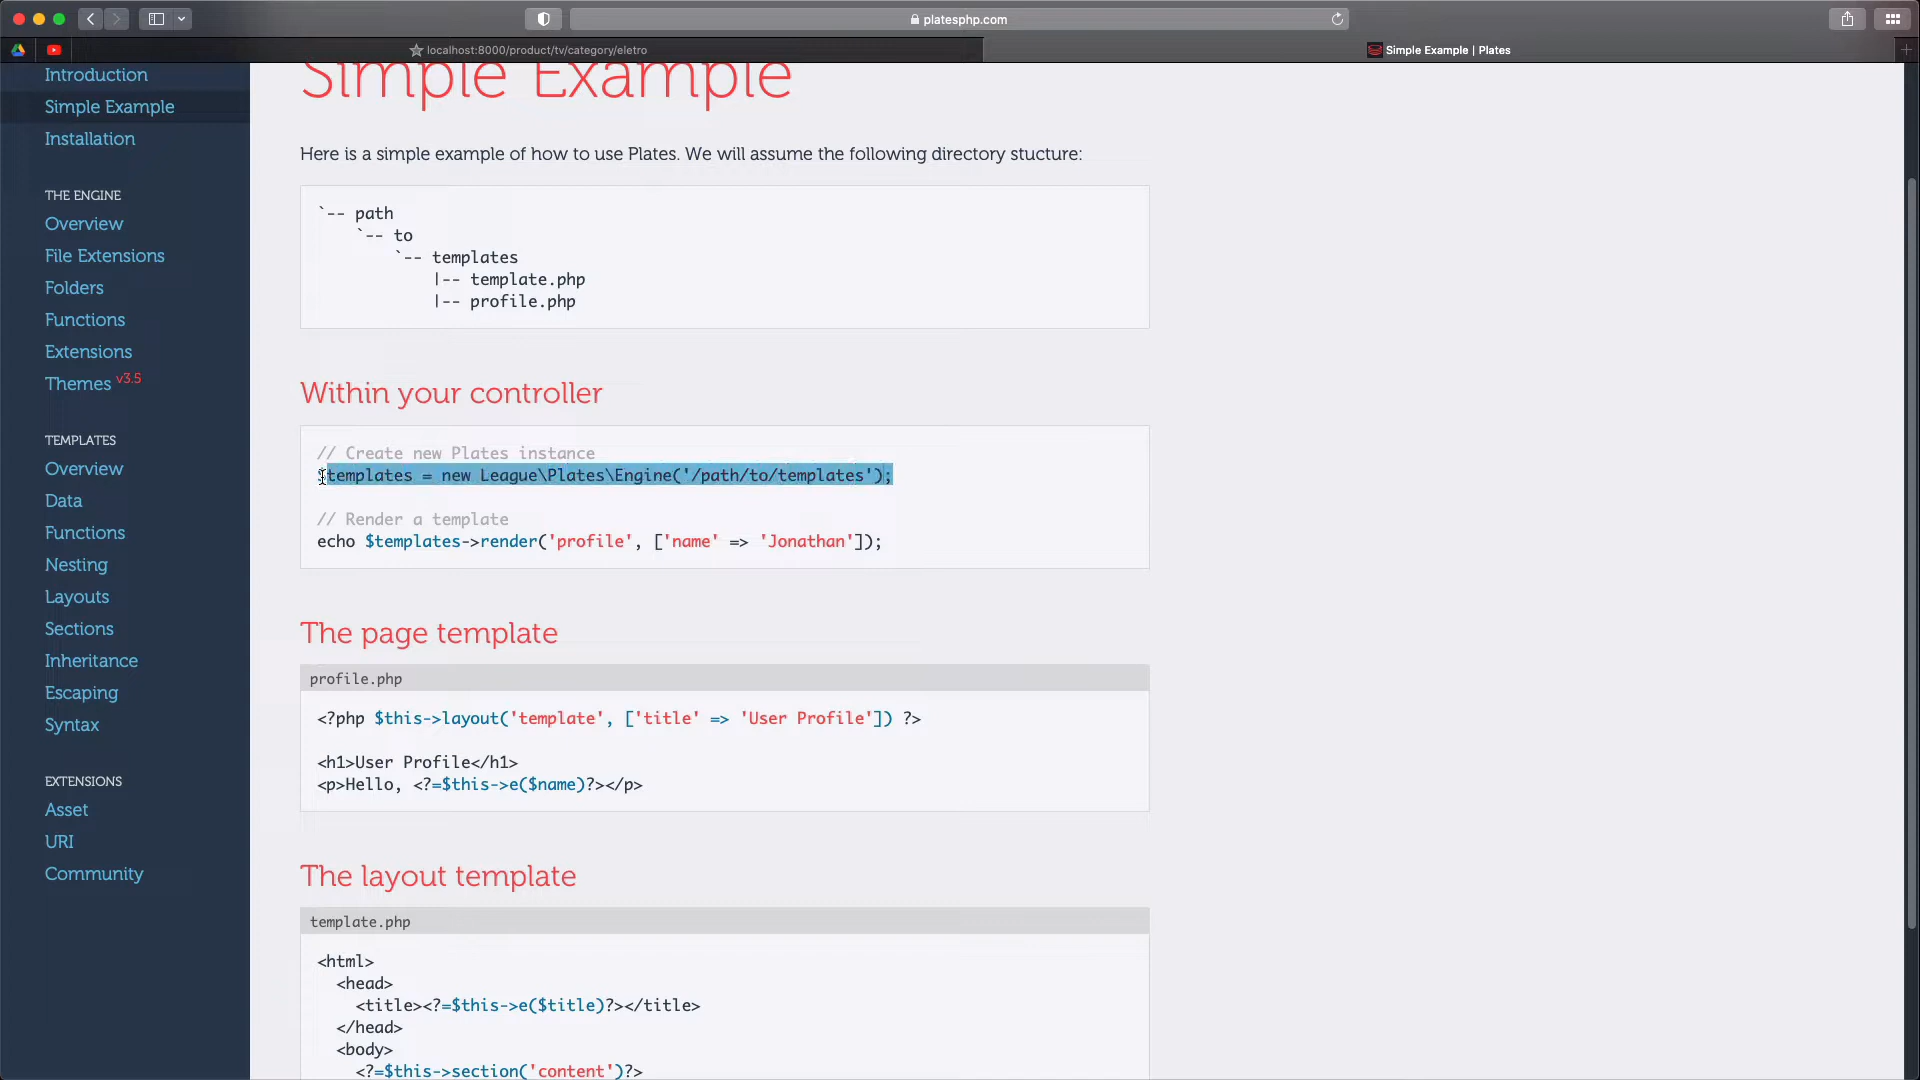 platesphp.com
localhost:8000/product/tv/category/eletro
Simple Example | Plates
Introduction
Simple Example
Installation
THE ENGINE
Overview
File Extensions
Folders
Functions
Extensions
Themes v3.5
TEMPLATES
Overview
Data
Functions
Nesting
Layouts
Sections
Inheritance
Escaping
Syntax
EXTENSIONS
Asset
URI
Community
Simple Example
Here is a simple example of how to use Plates. We will assume the following directory stucture:
`-- path
`-- to
`-- templates
|-- template.php
|-- profile.php
Within your controller
// Create new Plates instance
$templates = new League\Plates\Engine('/path/to/templates');
// Render a template
echo $templates->render('profile', ['name' => 'Jonathan']);
The page template
profile.php
<?php $this->layout('template', ['title' => 'User Profile']) ?>
<h1>User Profile</h1>
<p>Hello, <?=$this->e($name)?></p>
The layout template
template.php
<html>
<head>
<title><?=$this->e($title)?></title>
</head>
<body>
<?=$this->section('content')?>